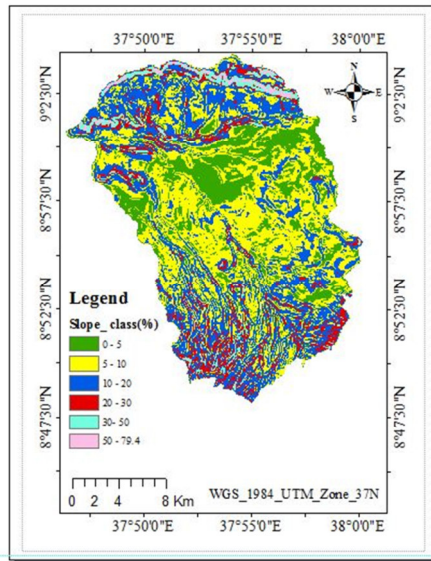 37°50'0"E 37°55'0"E 38°0'0"E
N
W E
S
9°2'30"N 9°2'30"N
8°57'30"N 8°57'30"N
8°52'30"N 8°52'30"N
8°47'30"N 8°47'30"N
Legend
Slope_ class(%)
0 - 5
5 - 10
10 - 20
20 - 30
30- 50
50 - 79.4
0 2 4 8 Km
WGS_1984_UTM_Zone_37N
37°50'0"E 37°55'0"E 38°0'0"E